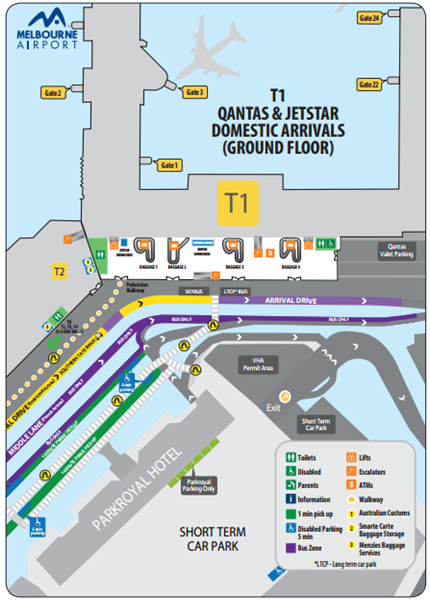 MELBOURNE
AIRPORT
Gate 24
Gate 2
Gate 3
Gate 22
T1
QANTAS & JETSTAR
DOMESTIC ARRIVALS
(GROUND FLOOR)
Gate 1
T1
T2
BAGGAGE 1
BAGGAGE 2
BAGGAGE 3
BAGGAGE 4
Qantas
Valet Parking
Pedestrian
Walkway
SKYBUS
LTCP* BUS
ARRIVAL DRIVE
BUS ONLY
BUS ONLY
BUS ONLY
VHA
Permit Area
Exit
Short Term
Car Park
MIDDLE LANE
BUS ONLY
PARKROYAL HOTEL
Parkroyal
Parking Only
SHORT TERM
CAR PARK
Toilets
Disabled
Parents
Information
1 min pick up
Disabled Parking
5 min
Bus Zone
Lifts
Escalators
ATMs
Walkway
1 Australian Customs
2 Smarte Carte
Baggage Storage
3 Menzies Baggage
Services
*LTCP - Long term car park